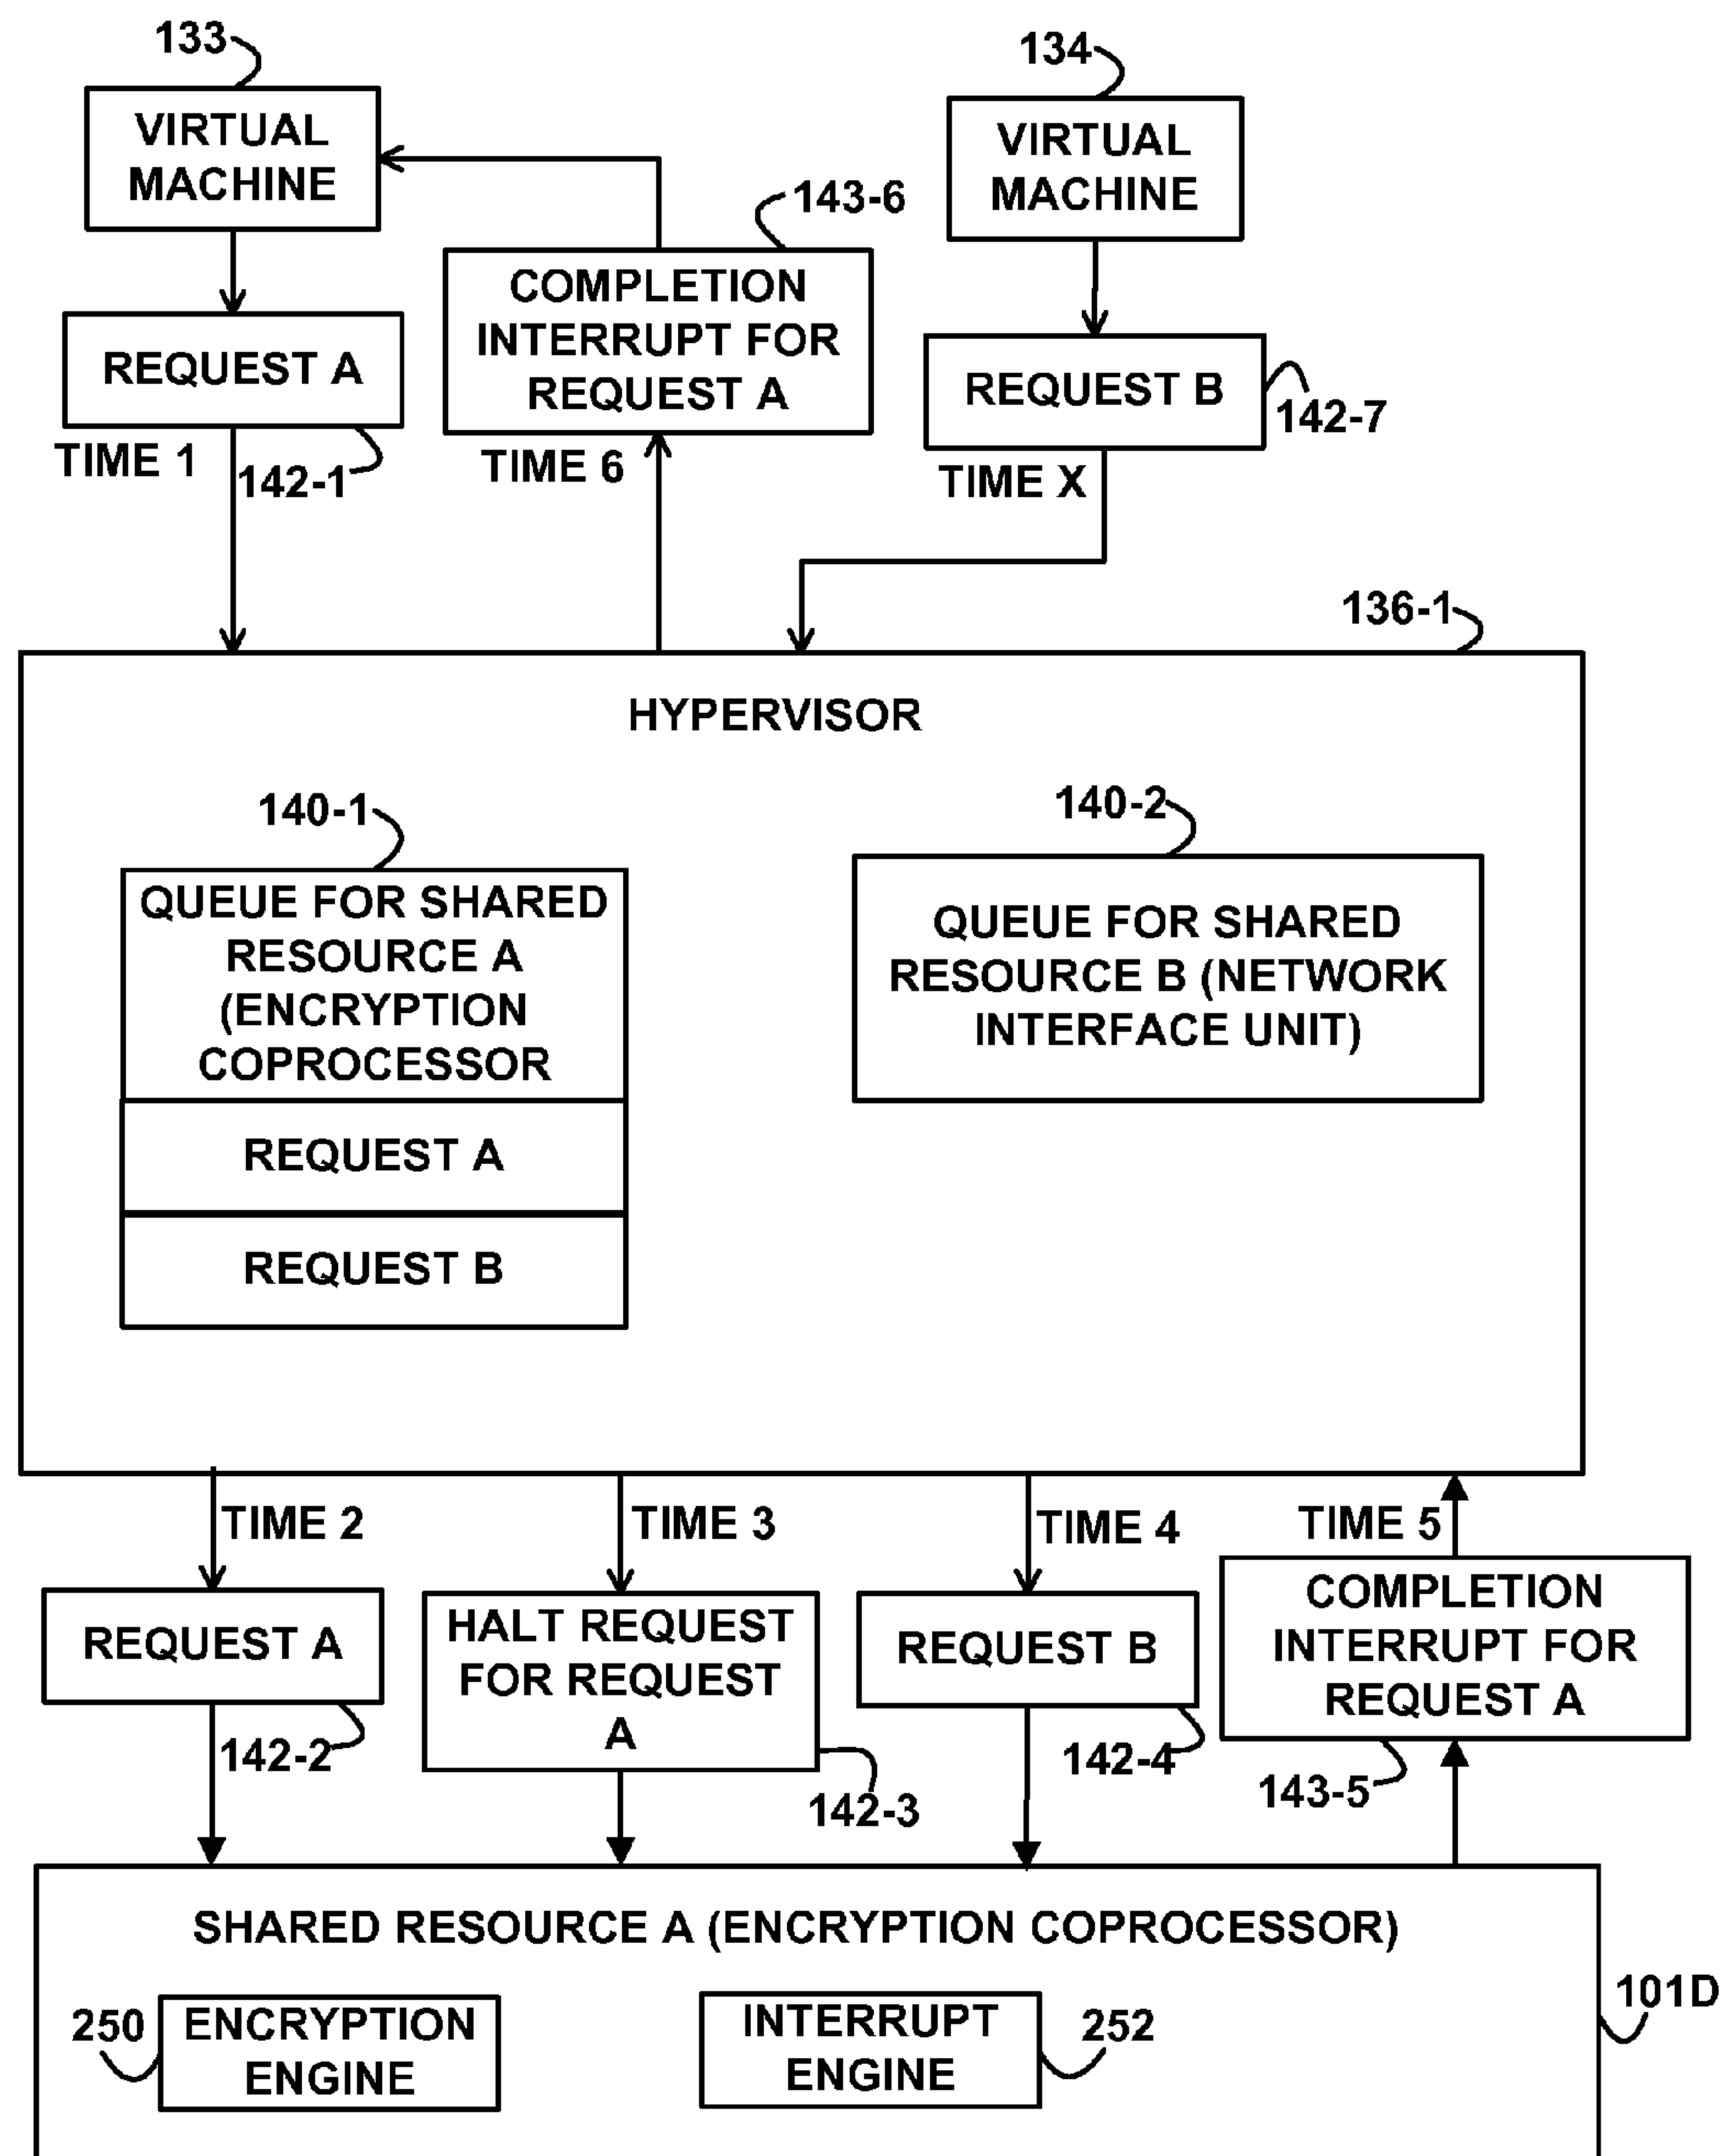 133
134
VIRTUAL
MACHINE
VIRTUAL
MACHINE
143-6
COMPLETION
INTERRUPT FOR
REQUEST A
REQUEST A
REQUEST B
142-7
TIME 1
142-1
TIME 6
TIME X
136-1
HYPERVISOR
140-1
140-2
QUEUE FOR SHARED
RESOURCE A
(ENCRYPTION
COPROCESSOR
REQUEST A
REQUEST B
QUEUE FOR SHARED
RESOURCE B (NETWORK
INTERFACE UNIT)
TIME 2
TIME 3
TIME 4
TIME 5
REQUEST A
142-2
HALT REQUEST
FOR REQUEST
A
142-3
REQUEST B
142-4
COMPLETION
INTERRUPT FOR
REQUEST A
143-5
SHARED RESOURCE A (ENCRYPTION COPROCESSOR)
101D
250
ENCRYPTION
ENGINE
INTERRUPT
ENGINE
252